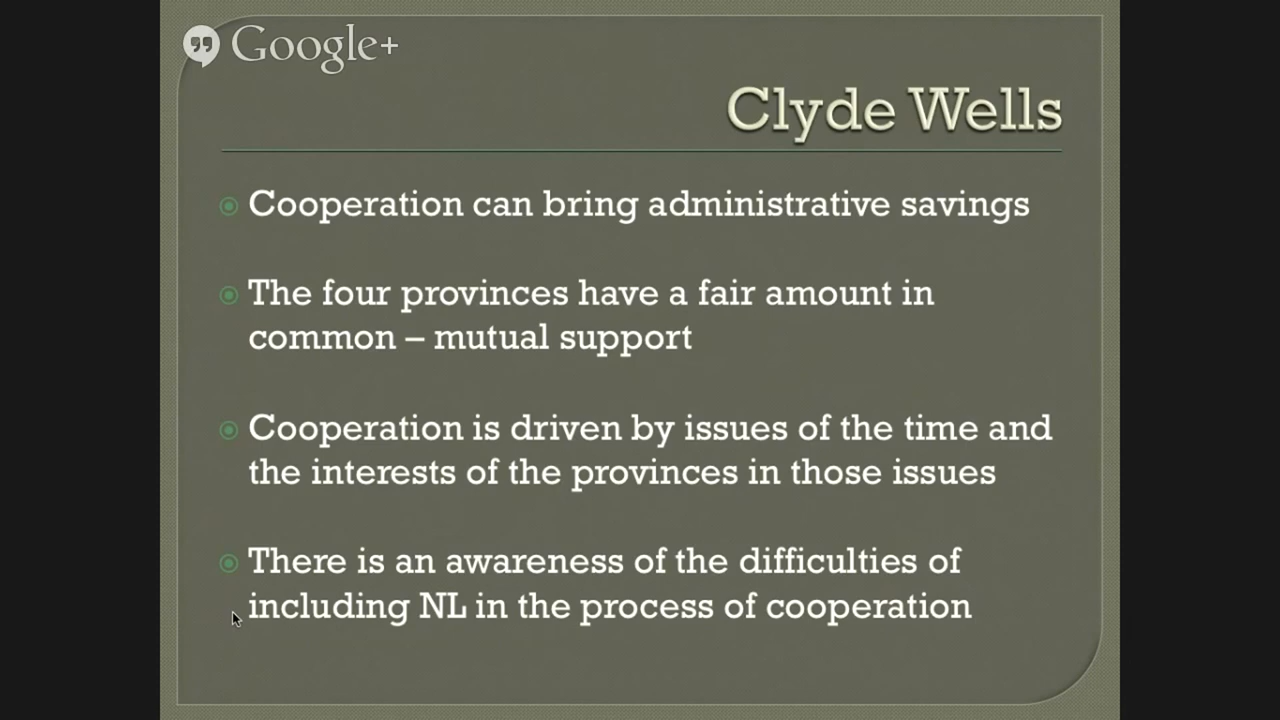 Google+
Clyde Wells
Cooperation can bring administrative savings
The four provinces have a fair amount in
common – mutual support
Cooperation is driven by issues of the time and
the interests of the provinces in those issues
There is an awareness of the difficulties of
including NL in the process of cooperation